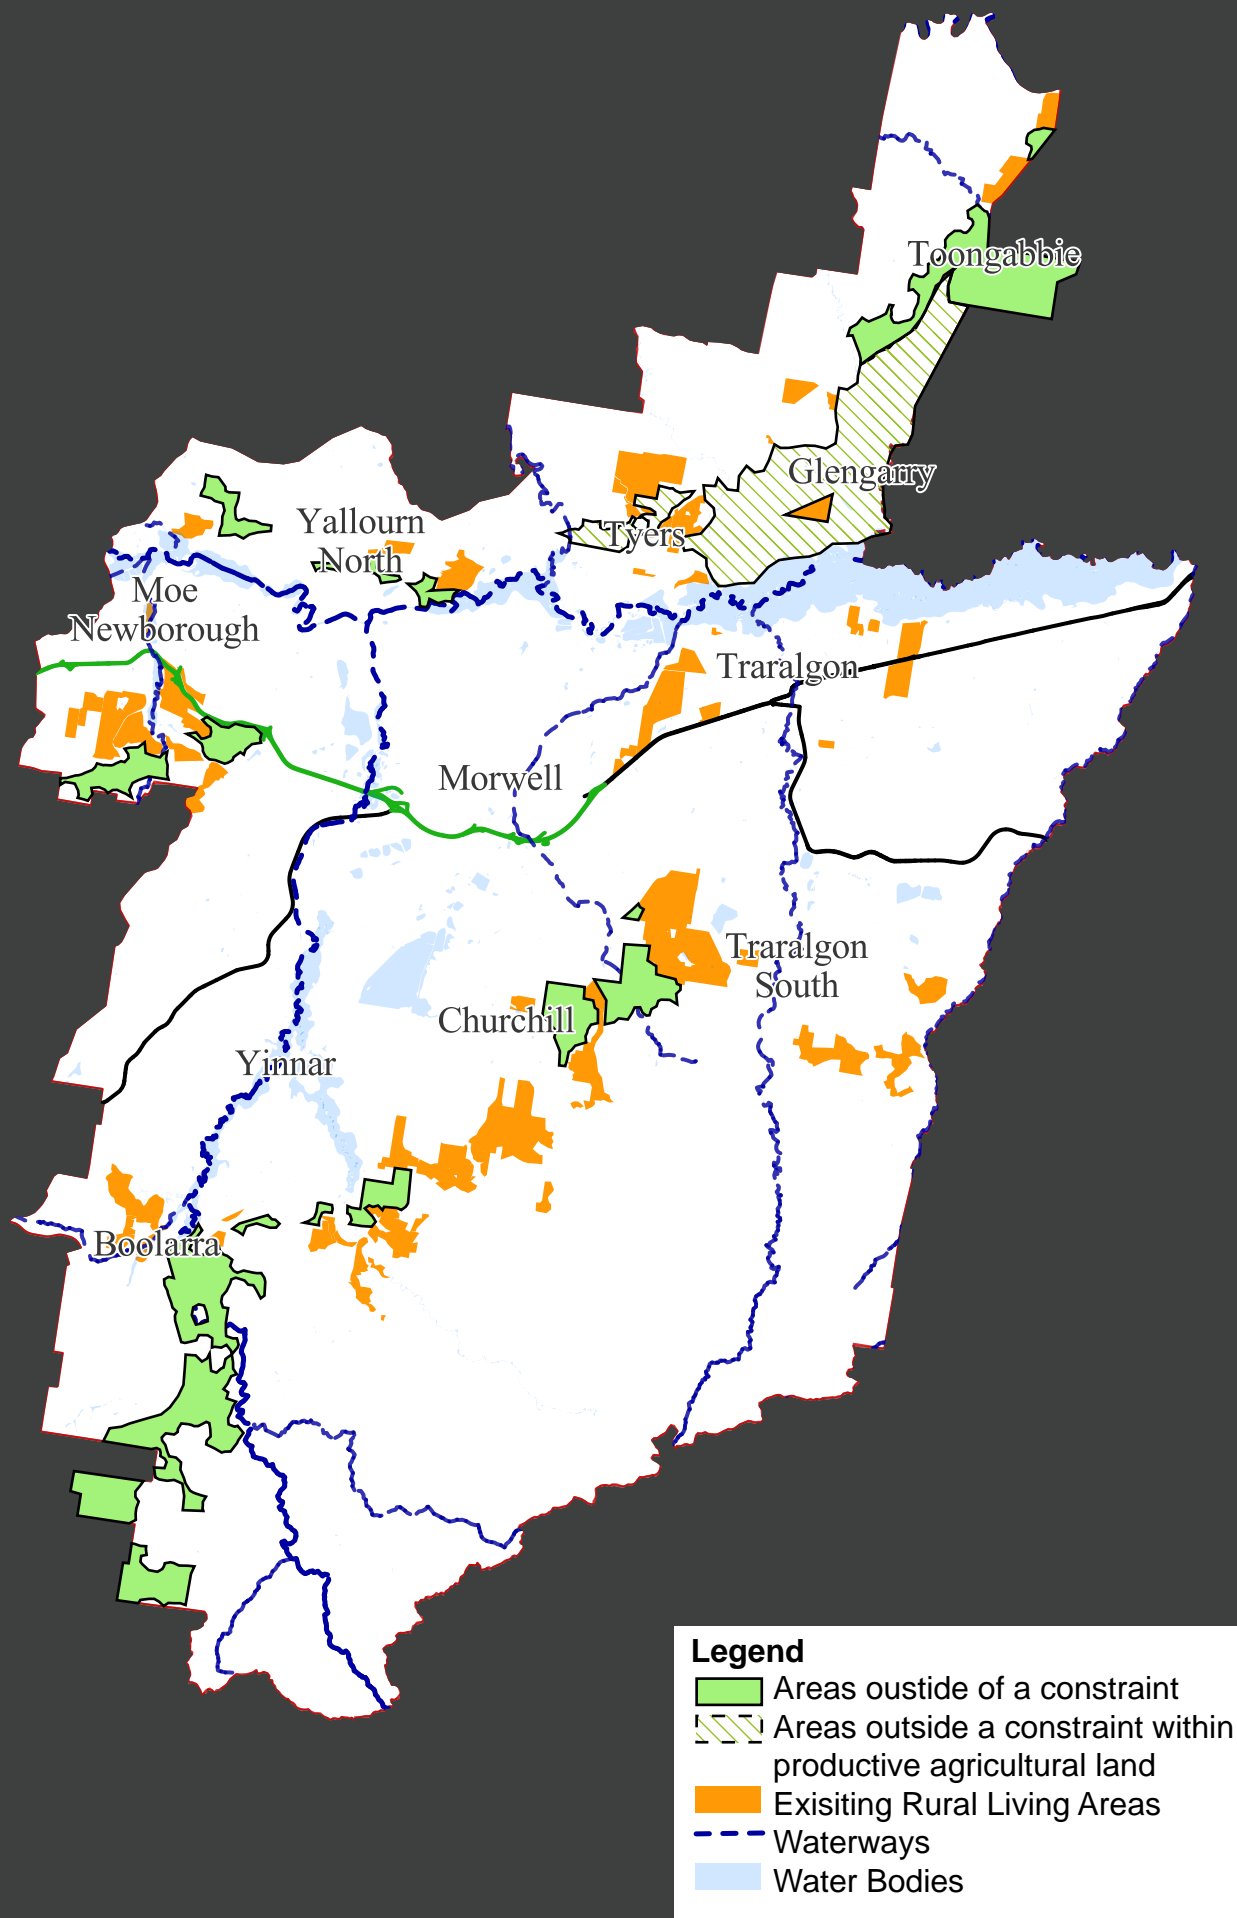 Toongabbie
Glengarry
Yallourn
North
Tyers
Moe
Newborough
Traralgon
Morwell
Traralgon
South
Churchill
Yinnar
Boolarra
Legend
Areas oustide of a constraint
Areas outside a constraint within
productive agricultural land
Exisiting Rural Living Areas
Waterways
Water Bodies